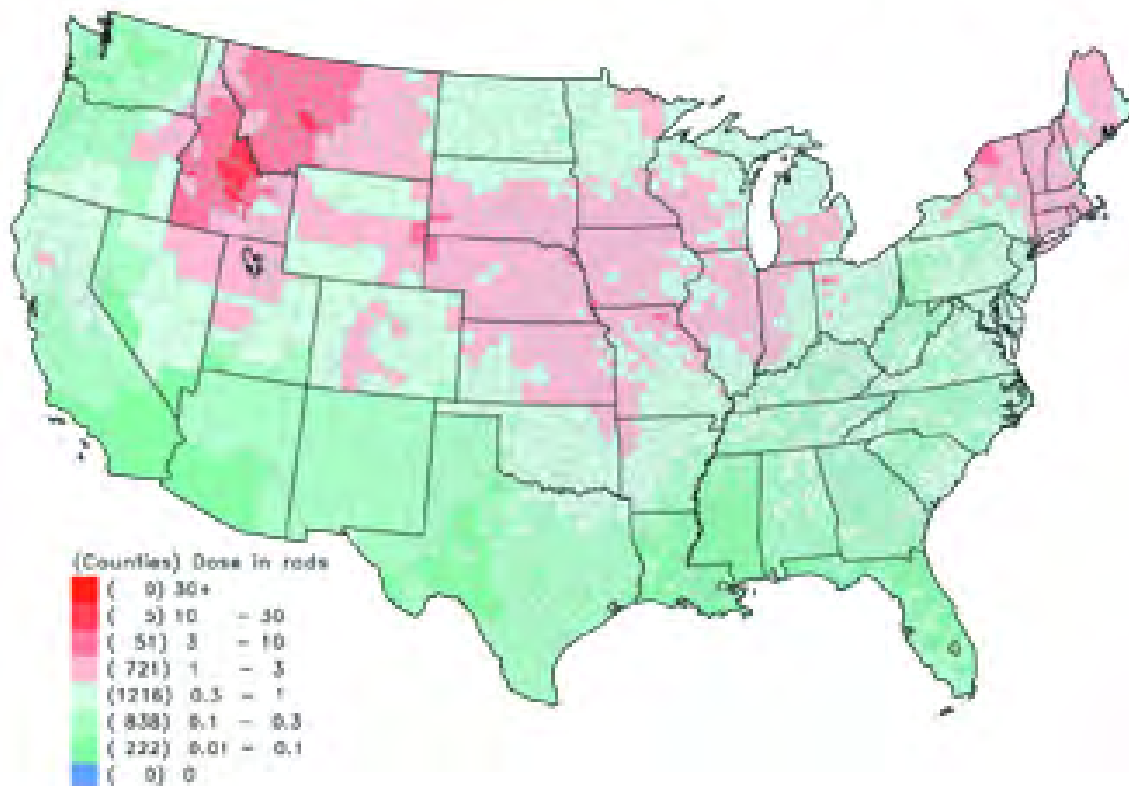 (Counties) Dose in rads
( 0) 30+
( 5) 10 - 30
( 51) 3 - 10
( 721) 1 - 3
(1216) 0.3 - 1
( 838) 0.1 - 0.3
( 222) 0.01 - 0.1
( 0) 0